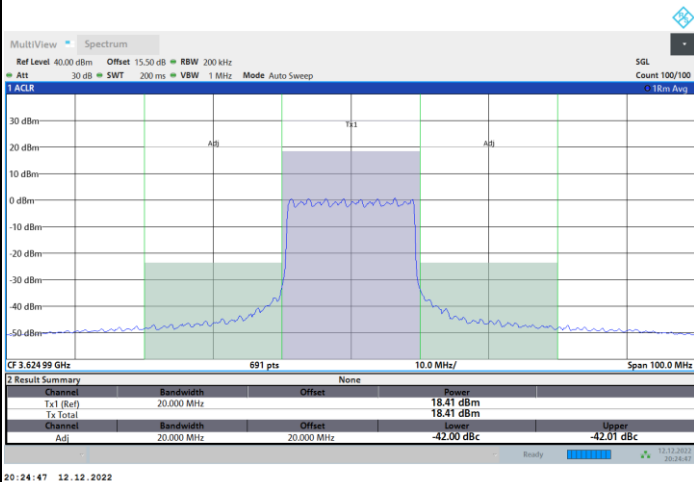 MultiView Spectrum
Ref Level 40.00 dBm Offset 15.50 dB RBW 200 kHz SGL
Att 30 dB SWT 200 ms VBW 1 MHz Mode Auto Sweep Count 100/100
1 ACLR 1Rm Avg
30 dBm
Tx1
20 dBm Adj Adj
10 dBm
0 dBm
-10 dBm
-20 dBm
-30 dBm
-40 dBm
-50 dBm
CF 3.624 99 GHz 691 pts 10.0 MHz/ Span 100.0 MHz
2 Result Summary None
Channel Bandwidth Offset Power
Tx1 (Ref) 20.000 MHz 18.41 dBm
Tx Total 18.41 dBm
Channel Bandwidth Offset Lower Upper
Adj 20.000 MHz 20.000 MHz -42.00 dBc -42.01 dBc
Ready 12.12.2022
20:24:47
20:24:47 12.12.2022